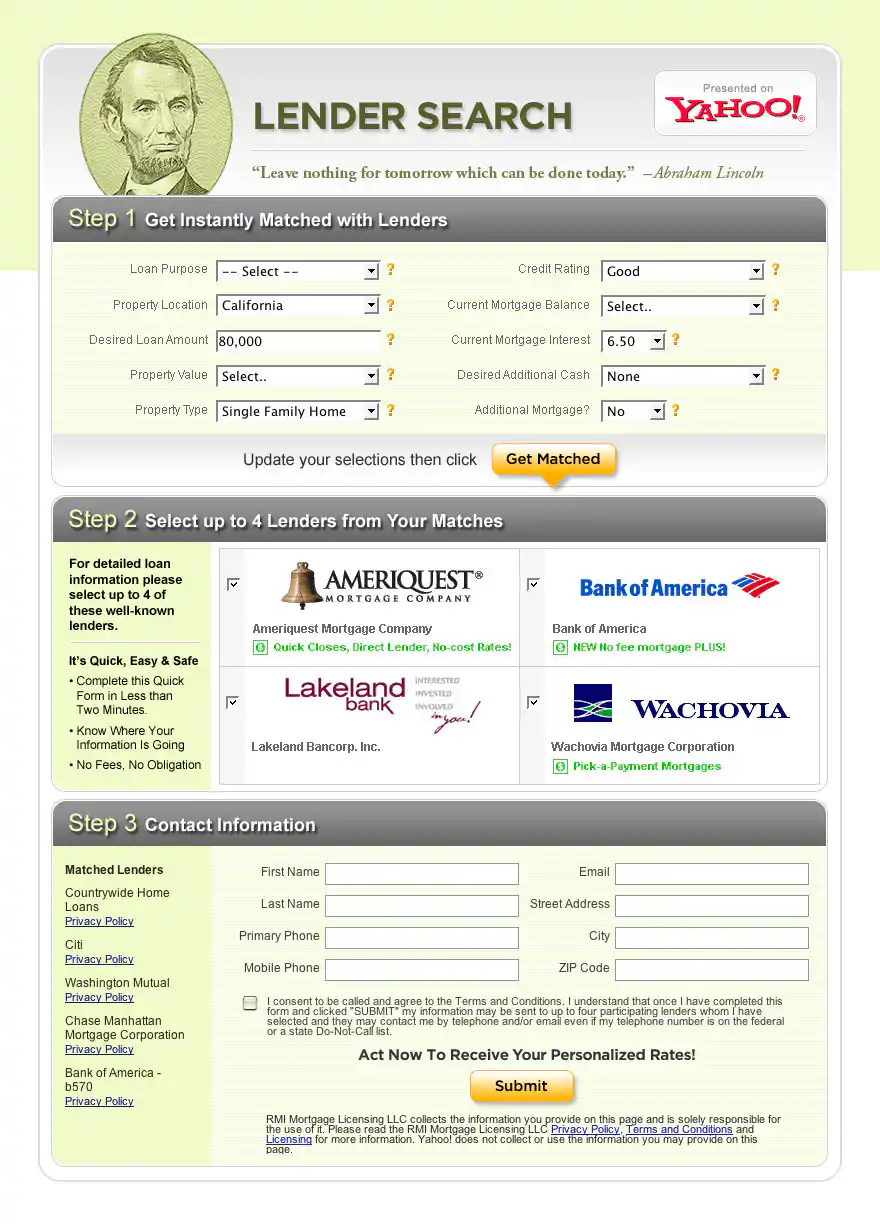 Presented on
YAHOO!®
LENDER SEARCH
“Leave nothing for tomorrow which can be done today.” –Abraham Lincoln
Step 1 Get Instantly Matched with Lenders
Loan Purpose -- Select -- ?
Credit Rating Good ?
Property Location California ?
Current Mortgage Balance Select.. ?
Desired Loan Amount 80,000 ?
Current Mortgage Interest 6.50 ?
Property Value Select.. ?
Desired Additional Cash None ?
Property Type Single Family Home ?
Additional Mortgage? No ?
Update your selections then click Get Matched
Step 2 Select up to 4 Lenders from Your Matches
For detailed loan
information please
select up to 4 of
these well-known
lenders.
It's Quick, Easy & Safe
• Complete this Quick
Form in Less than
Two Minutes.
• Know Where Your
Information Is Going
• No Fees, No Obligation
AMERIQUEST®
MORTGAGE COMPANY
Ameriquest Mortgage Company
Quick Closes, Direct Lender, No-cost Rates!
Bank of America
Bank of America
NEW No fee mortgage PLUS!
Lakeland
bank
INTERESTED
INVESTED
INVOLVED
in you!
Lakeland Bancorp. Inc.
WACHOVIA
Wachovia Mortgage Corporation
Pick-a-Payment Mortgages
Step 3 Contact Information
Matched Lenders
Countrywide Home
Loans
Privacy Policy
Citi
Privacy Policy
Washington Mutual
Privacy Policy
Chase Manhattan
Mortgage Corporation
Privacy Policy
Bank of America -
b570
Privacy Policy
First Name
Email
Last Name
Street Address
Primary Phone
City
Mobile Phone
ZIP Code
I consent to be called and agree to the Terms and Conditions. I understand that once I have completed this
form and clicked "SUBMIT" my information may be sent to up to four participating lenders whom I have
selected and they may contact me by telephone and/or email even if my telephone number is on the federal
or a state Do-Not-Call list.
Act Now To Receive Your Personalized Rates!
Submit
RMI Mortgage Licensing LLC collects the information you provide on this page and is solely responsible for
the use of it. Please read the RMI Mortgage Licensing LLC Privacy Policy, Terms and Conditions and
Licensing for more information. Yahoo! does not collect or use the information you may provide on this
page.